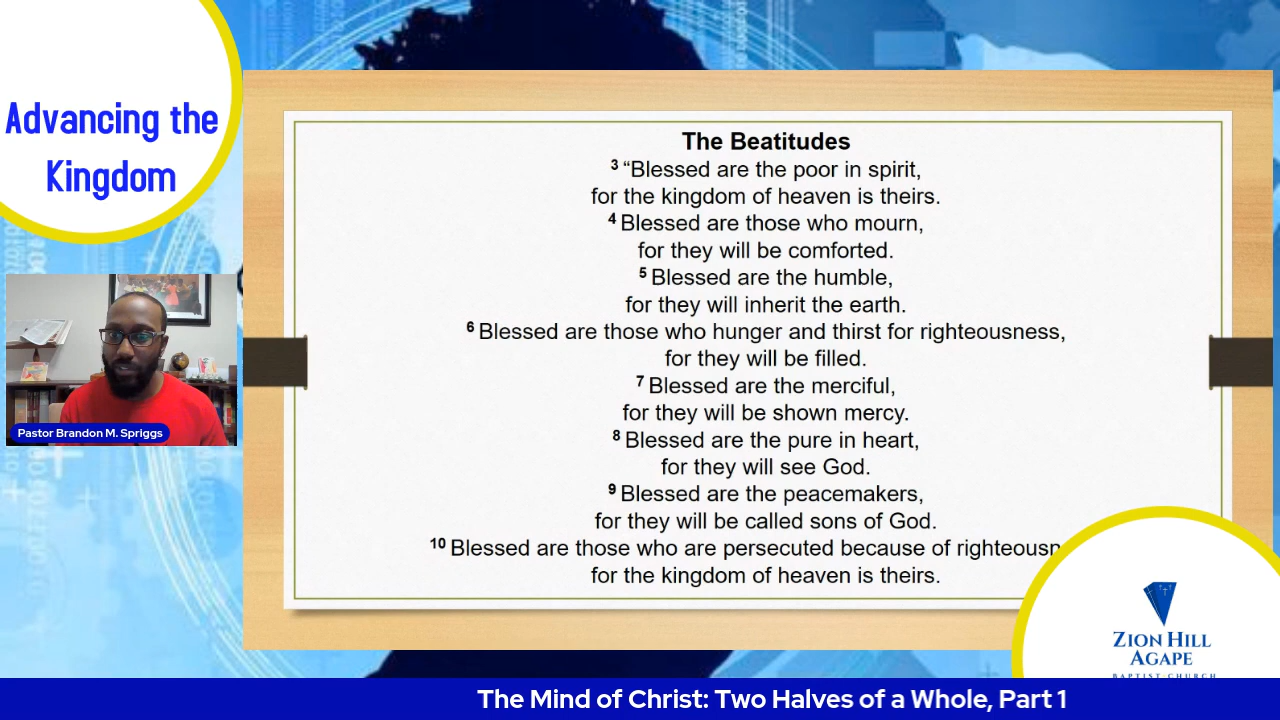 Advancing the
Kingdom
The Beatitudes
3 “Blessed are the poor in spirit,
for the kingdom of heaven is theirs.
4 Blessed are those who mourn,
for they will be comforted.
5 Blessed are the humble,
for they will inherit the earth.
6 Blessed are those who hunger and thirst for righteousness,
for they will be filled.
7 Blessed are the merciful,
for they will be shown mercy.
8 Blessed are the pure in heart,
for they will see God.
9 Blessed are the peacemakers,
for they will be called sons of God.
10 Blessed are those who are persecuted because of righteousn
for the kingdom of heaven is theirs.
Pastor Brandon M. Spriggs
ZION HILL
AGAPE
BAPTIST CHURCH
The Mind of Christ: Two Halves of a Whole, Part 1